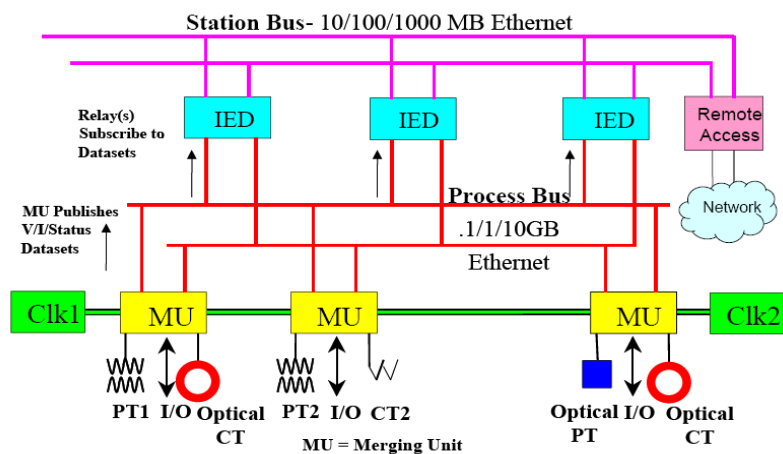 Station Bus- 10/100/1000 MB Ethernet
Relay(s)
Subscribe to
Datasets
IED
IED
IED
Remote
Access
MU Publishes
V/I/Status
Datasets
Process Bus
.1/1/10GB
Ethernet
Network
Clk1
MU
MU
MU
Clk2
PT1
I/O
Optical
CT
PT2
I/O
CT2
Optical
PT
I/O
Optical
CT
MU = Merging Unit